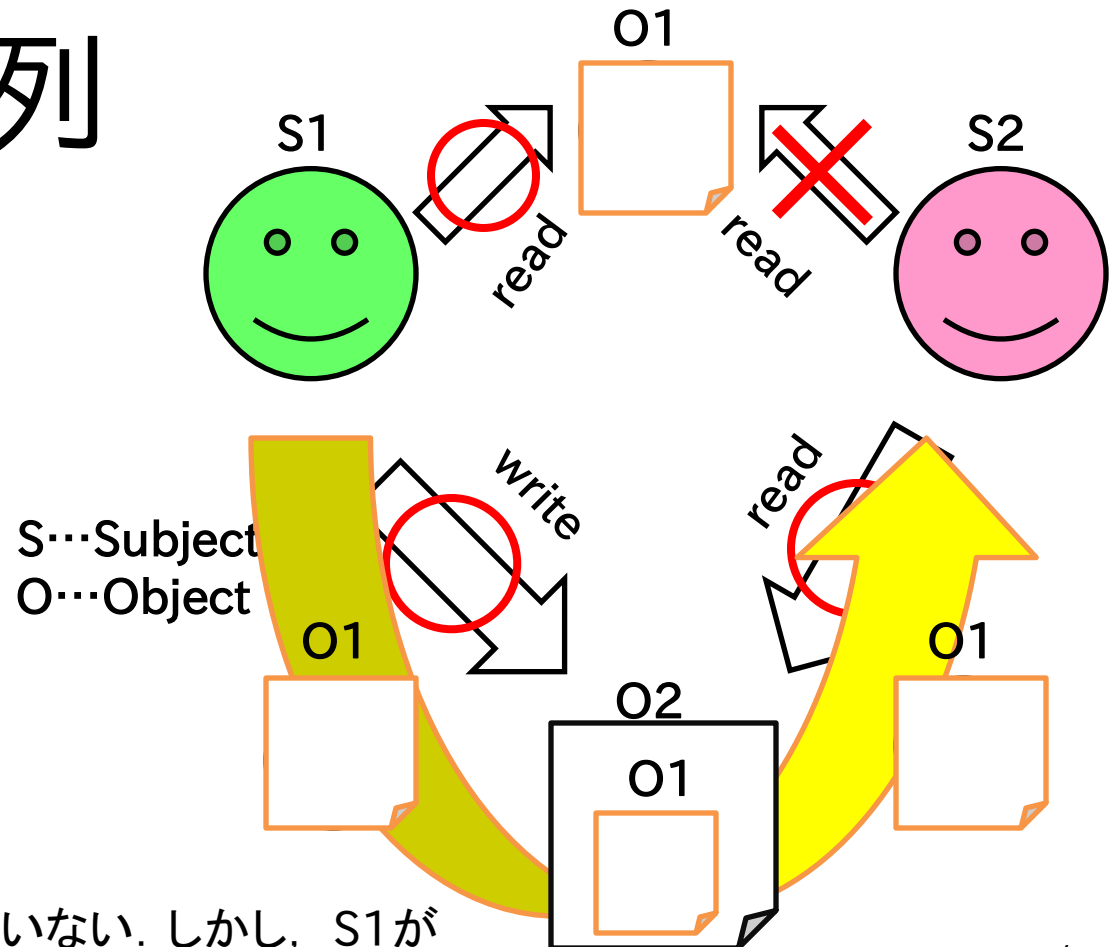 列
O1
S1
S2
read
read
write
read
S…Subject
O…Object
O1
O1
O2
O1
いない．しかし，S1が